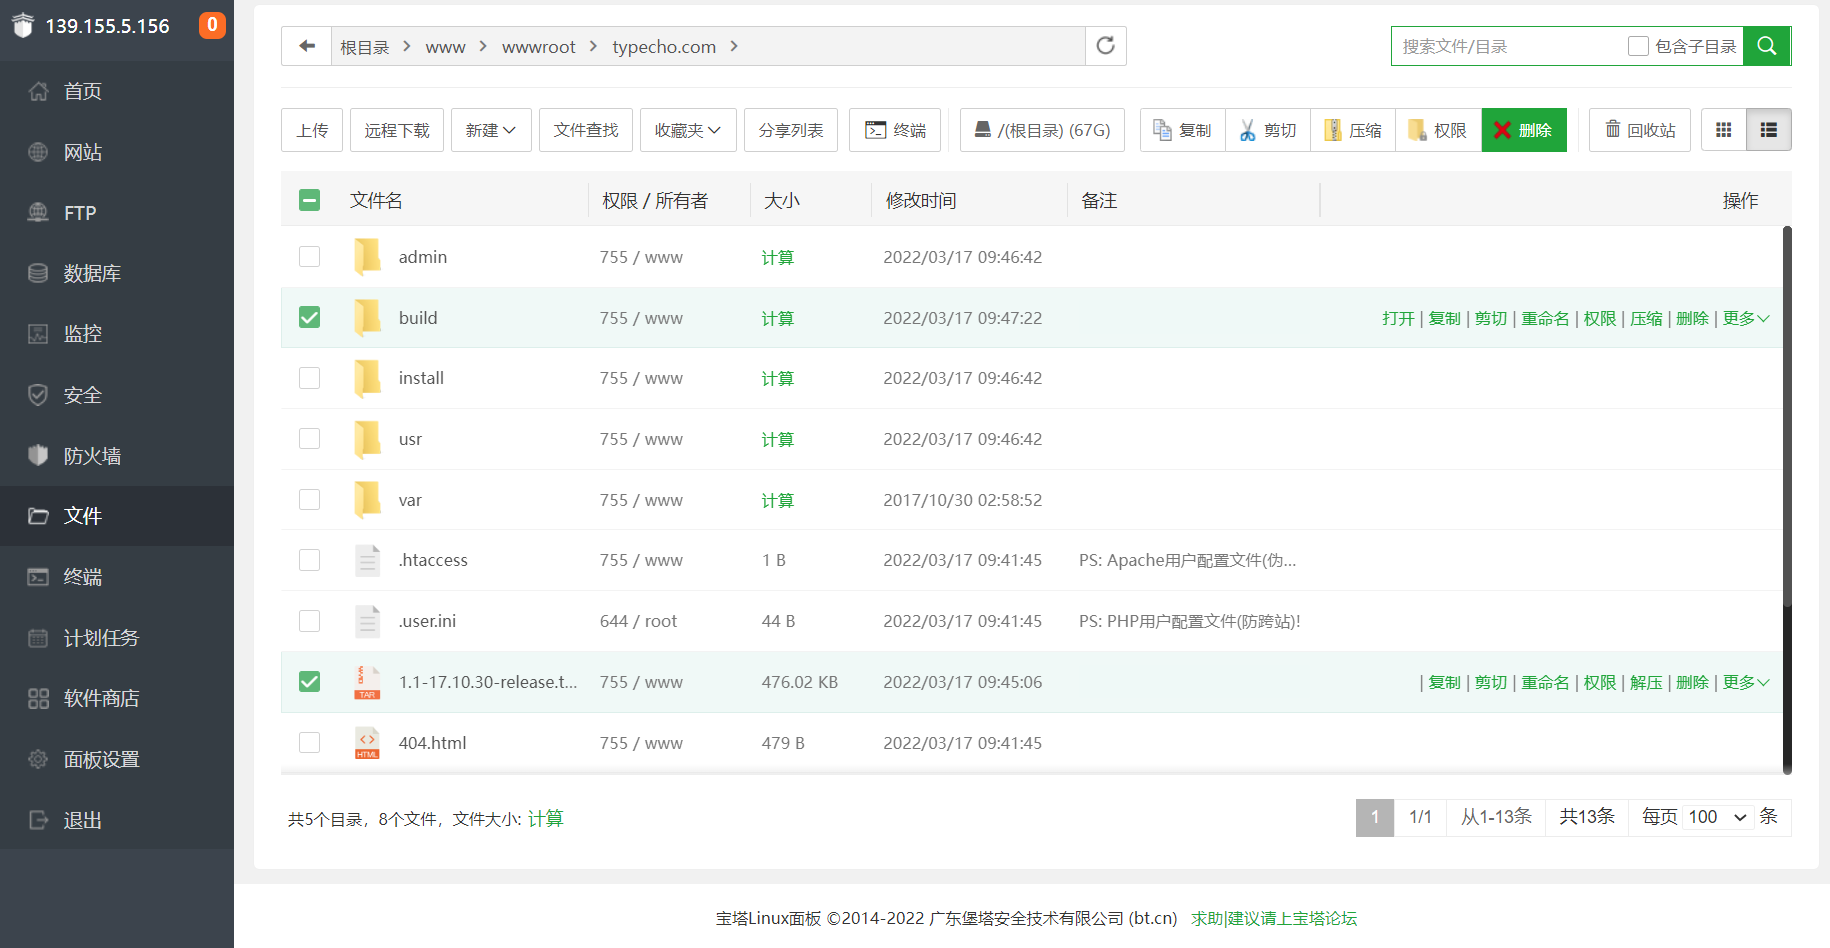 139.155.5.156 0
首页
网站
FTP
数据库
监控
安全
防火墙
文件
终端
计划任务
软件商店
面板设置
退出
根目录 > www > wwwroot > typecho.com >
搜索文件/目录 包含子目录
上传 远程下载 新建 文件查找 收藏夹 分享列表 终端 /(根目录) (67G) 复制 剪切 压缩 权限 删除 回收站
文件名 权限 / 所有者 大小 修改时间 备注 操作
admin 755 / www 计算 2022/03/17 09:46:42
build 755 / www 计算 2022/03/17 09:47:22 打开 | 复制 | 剪切 | 重命名 | 权限 | 压缩 | 删除 | 更多
install 755 / www 计算 2022/03/17 09:46:42
usr 755 / www 计算 2022/03/17 09:46:42
var 755 / www 计算 2017/10/30 02:58:52
.htaccess 755 / www 1 B 2022/03/17 09:41:45 PS: Apache用户配置文件(伪...
.user.ini 644 / root 44 B 2022/03/17 09:41:45 PS: PHP用户配置文件(防跨站)!
TAR 1.1-17.10.30-release.t... 755 / www 476.02 KB 2022/03/17 09:45:06 | 复制 | 剪切 | 重命名 | 权限 | 解压 | 删除 | 更多
HTML 404.html 755 / www 479 B 2022/03/17 09:41:45
共5个目录，8个文件，文件大小: 计算
1 1/1 从1-13条 共13条 每页 100 条
宝塔Linux面板 ©2014-2022 广东堡塔安全技术有限公司 (bt.cn) 求助|建议请上宝塔论坛